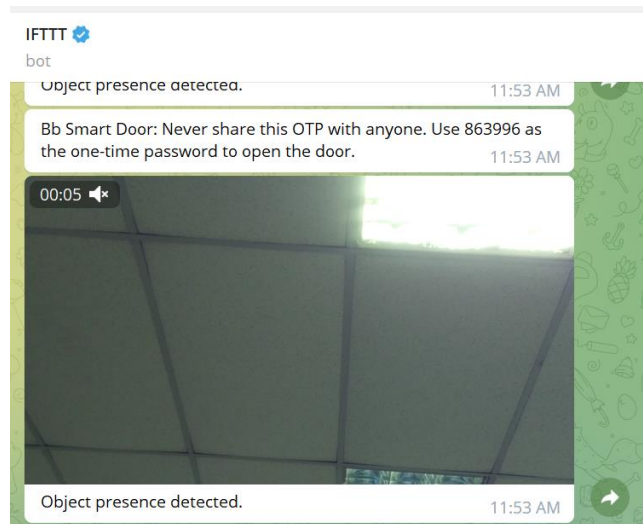 IFTTT
bot
Object presence detected.
11:53 AM
Bb Smart Door: Never share this OTP with anyone. Use 863996 as
the one-time password to open the door.
11:53 AM
00:05
Object presence detected.
11:53 AM